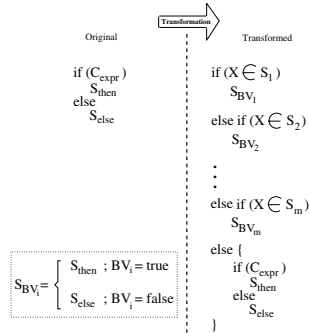 Transformation
Original
Transformed
if (C_expr)
S_then
else
S_else
if (X ∈ S_1)
S_BV_1
else if (X ∈ S_2)
S_BV_2
⋮
else if (X ∈ S_m)
S_BV_m
else {
if (C_expr)
S_then
else
S_else
}
S_BV_i = { S_then ; BV_i = true
S_else ; BV_i = false